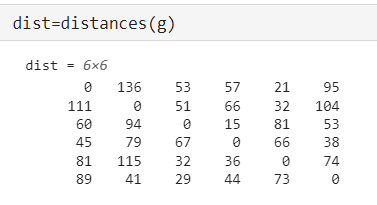 dist=distances(g)
dist = 6×6
0 136 53 57 21 95
111 0 51 66 32 104
60 94 0 15 81 53
45 79 67 0 66 38
81 115 32 36 0 74
89 41 29 44 73 0